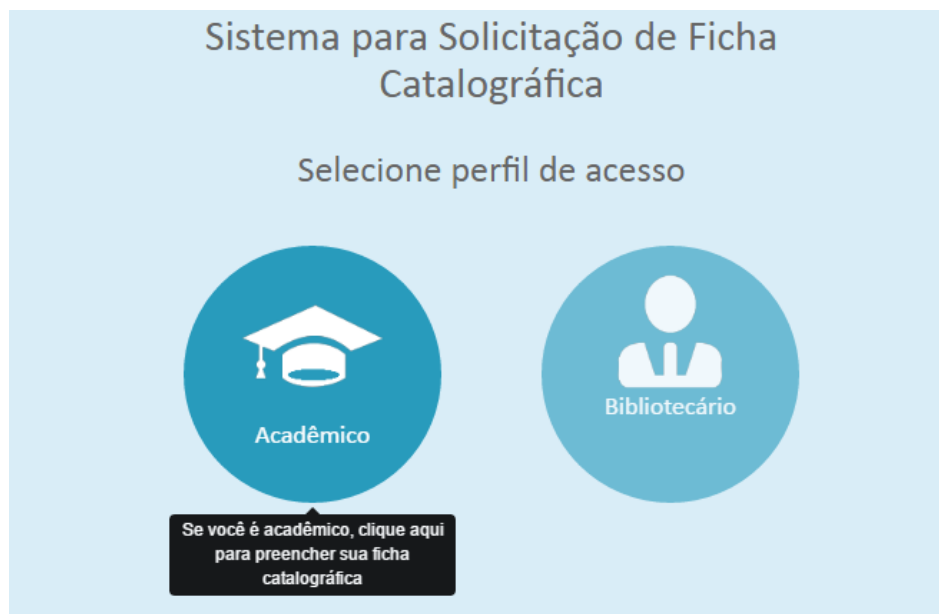 Sistema para Solicitação de Ficha
Catalográfica
Selecione perfil de acesso
Acadêmico
Bibliotecário
Se você é acadêmico, clique aqui
para preencher sua ficha
catalográfica